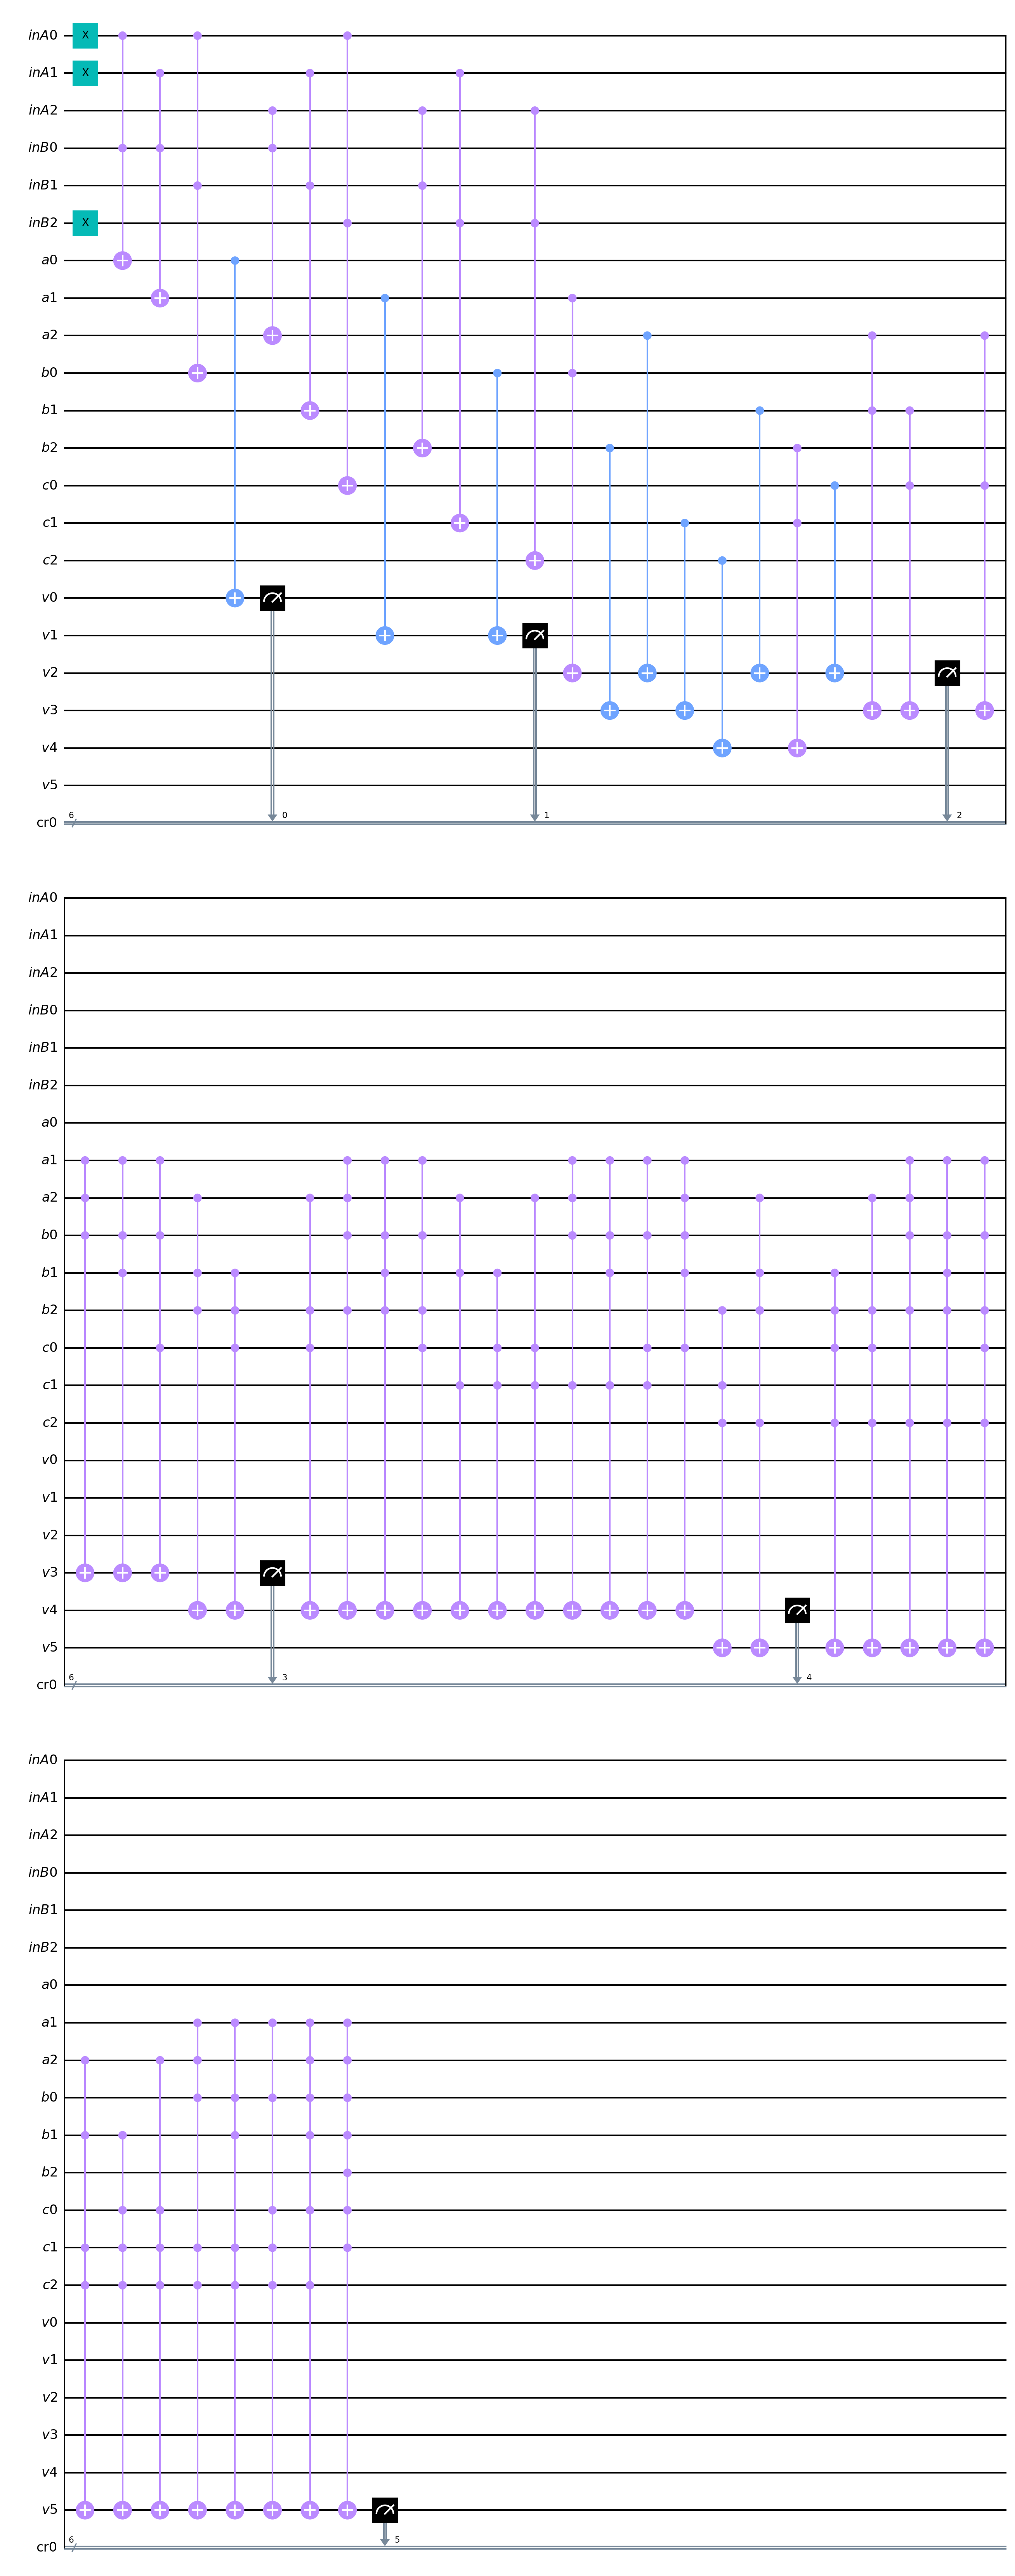 inA0 X
inA1 X
inA2
inB0
inB1
inB2 X
a0
a1
a2
b0
b1
b2
c0
c1
c2
v0
v1
v2
v3
v4
v5
cr0 6 0 1 2
inA0
inA1
inA2
inB0
inB1
inB2
a0
a1
a2
b0
b1
b2
c0
c1
c2
v0
v1
v2
v3
v4
v5
cr0 6 3 4
inA0
inA1
inA2
inB0
inB1
inB2
a0
a1
a2
b0
b1
b2
c0
c1
c2
v0
v1
v2
v3
v4
v5
cr0 6 5